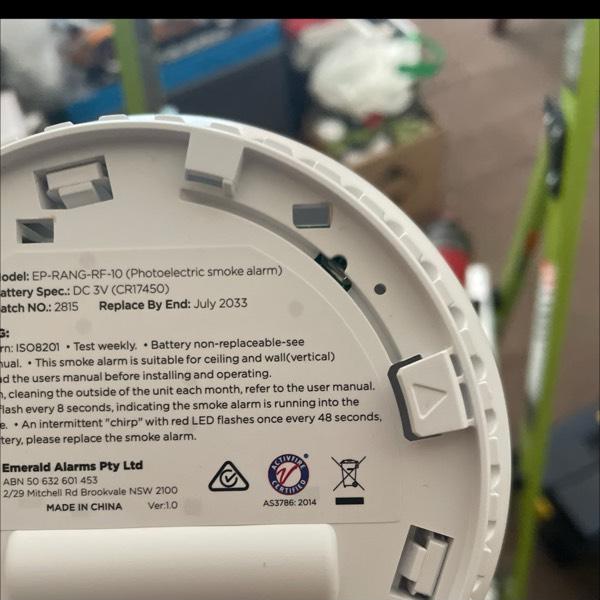 odel: EP-RANG-RF-10 (Photoelectric smoke alarm)
attery Spec.: DC 3V (CR17450)
atch NO.: 2815 Replace By End: July 2033
G:
rn: ISO8201 • Test weekly. • Battery non-replaceable-see
nual. • This smoke alarm is suitable for ceiling and wall(vertical)
ad the users manual before installing and operating.
n, cleaning the outside of the unit each month, refer to the user manual.
flash every 8 seconds, indicating the smoke alarm is running into the
e. • An intermittent "chirp" with red LED flashes once every 48 seconds,
ttery, please replace the smoke alarm.
Emerald Alarms Pty Ltd
ABN 50 632 601 453
2/29 Mitchell Rd Brookvale NSW 2100
MADE IN CHINA Ver:1.0
ACTIVFIRE
CERTIFIED
AS3786: 2014